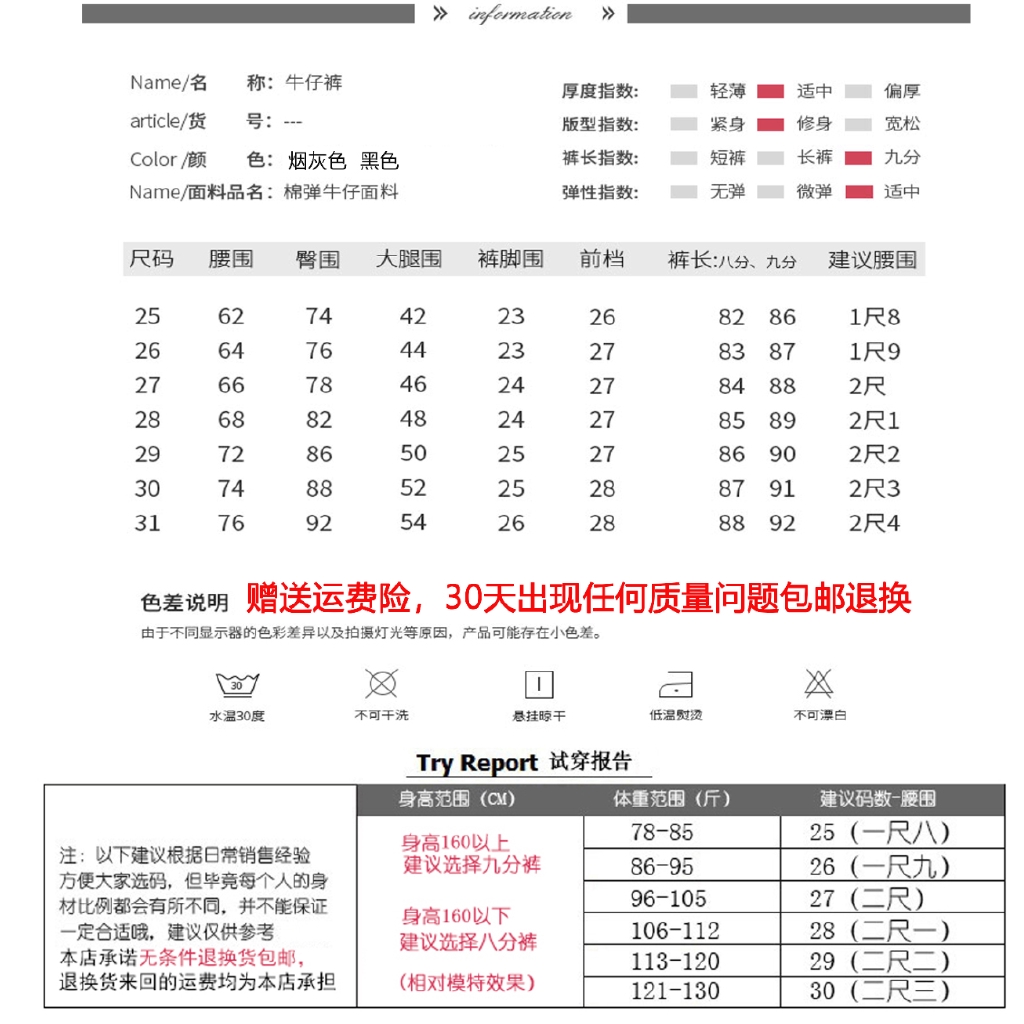 » information »
Name/名 称：牛仔裤
article/货 号：---
Color /颜 色： 烟灰色 黑色
Name/面料品名：棉弹牛仔面料
厚度指数: 轻薄 适中 偏厚
版型指数: 紧身 修身 宽松
裤长指数: 短裤 长裤 九分
弹性指数: 无弹 微弹 适中
尺码 腰围 臀围 大腿围 裤脚围 前档 裤长:八分、九分 建议腰围
25 62 74 42 23 26 82 86 1尺8
26 64 76 44 23 27 83 87 1尺9
27 66 78 46 24 27 84 88 2尺
28 68 82 48 24 27 85 89 2尺1
29 72 86 50 25 27 86 90 2尺2
30 74 88 52 25 28 87 91 2尺3
31 76 92 54 26 28 88 92 2尺4
色差说明 赠送运费险，30天出现任何质量问题包邮退换
由于不同显示器的色彩差异以及拍摄灯光等原因，产品可能存在小色差。
30
水温30度 不可干洗 悬挂晾干 低温熨烫 不可漂白
Try Report 试穿报告
身高范围（CM） 体重范围（斤） 建议码数-腰围
注：以下建议根据日常销售经验
方便大家选码，但毕竟每个人的身
材比例都会有所不同，并不能保证
一定合适哦，建议仅供参考
本店承诺无条件退换货包邮，
退换货来回的运费均为本店承担
身高160以上
建议选择九分裤
身高160以下
建议选择八分裤
（相对模特效果）
78-85 25（一尺八）
86-95 26（一尺九）
96-105 27（二尺）
106-112 28（二尺一）
113-120 29（二尺二）
121-130 30（二尺三）